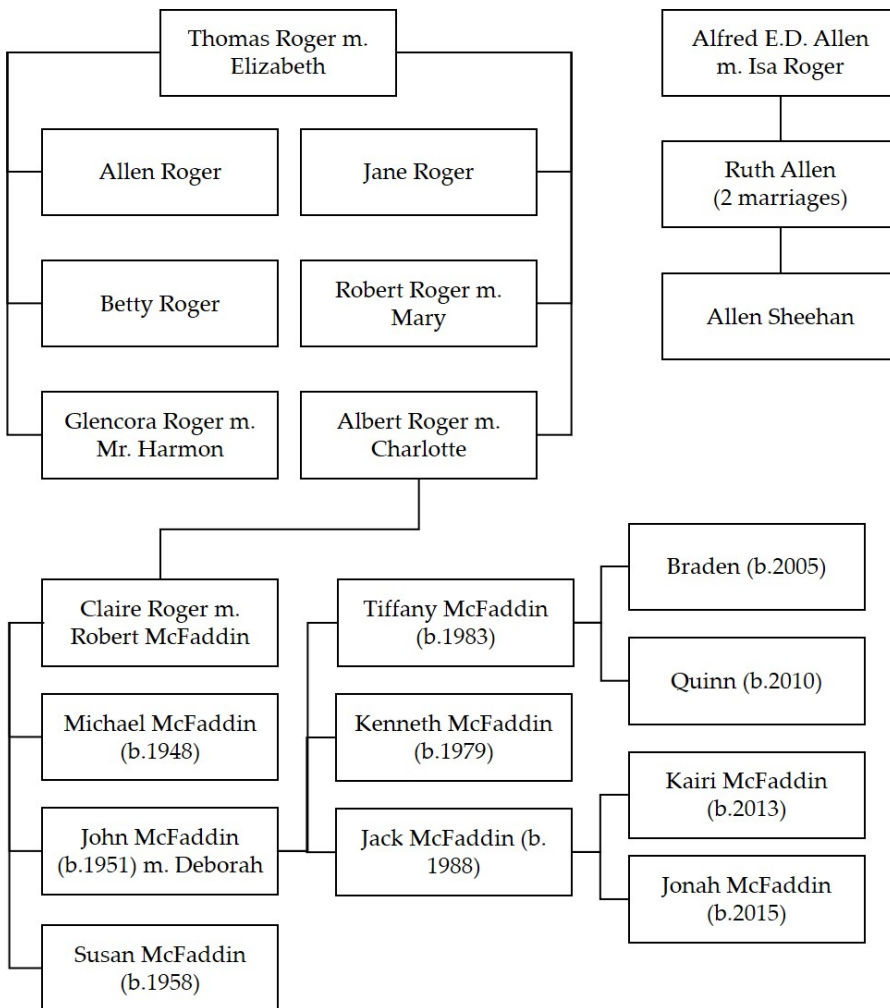 Thomas Roger m.
Elizabeth
Alfred E.D. Allen
m. Isa Roger
Allen Roger
Jane Roger
Ruth Allen
(2 marriages)
Betty Roger
Robert Roger m.
Mary
Allen Sheehan
Glencora Roger m.
Mr. Harmon
Albert Roger m.
Charlotte
Claire Roger m.
Robert McFaddin
Tiffany McFaddin
(b.1983)
Braden (b.2005)
Quinn (b.2010)
Michael McFaddin
(b.1948)
Kenneth McFaddin
(b.1979)
Kairi McFaddin
(b.2013)
John McFaddin
(b.1951) m. Deborah
Jack McFaddin (b.
1988)
Jonah McFaddin
(b.2015)
Susan McFaddin
(b.1958)